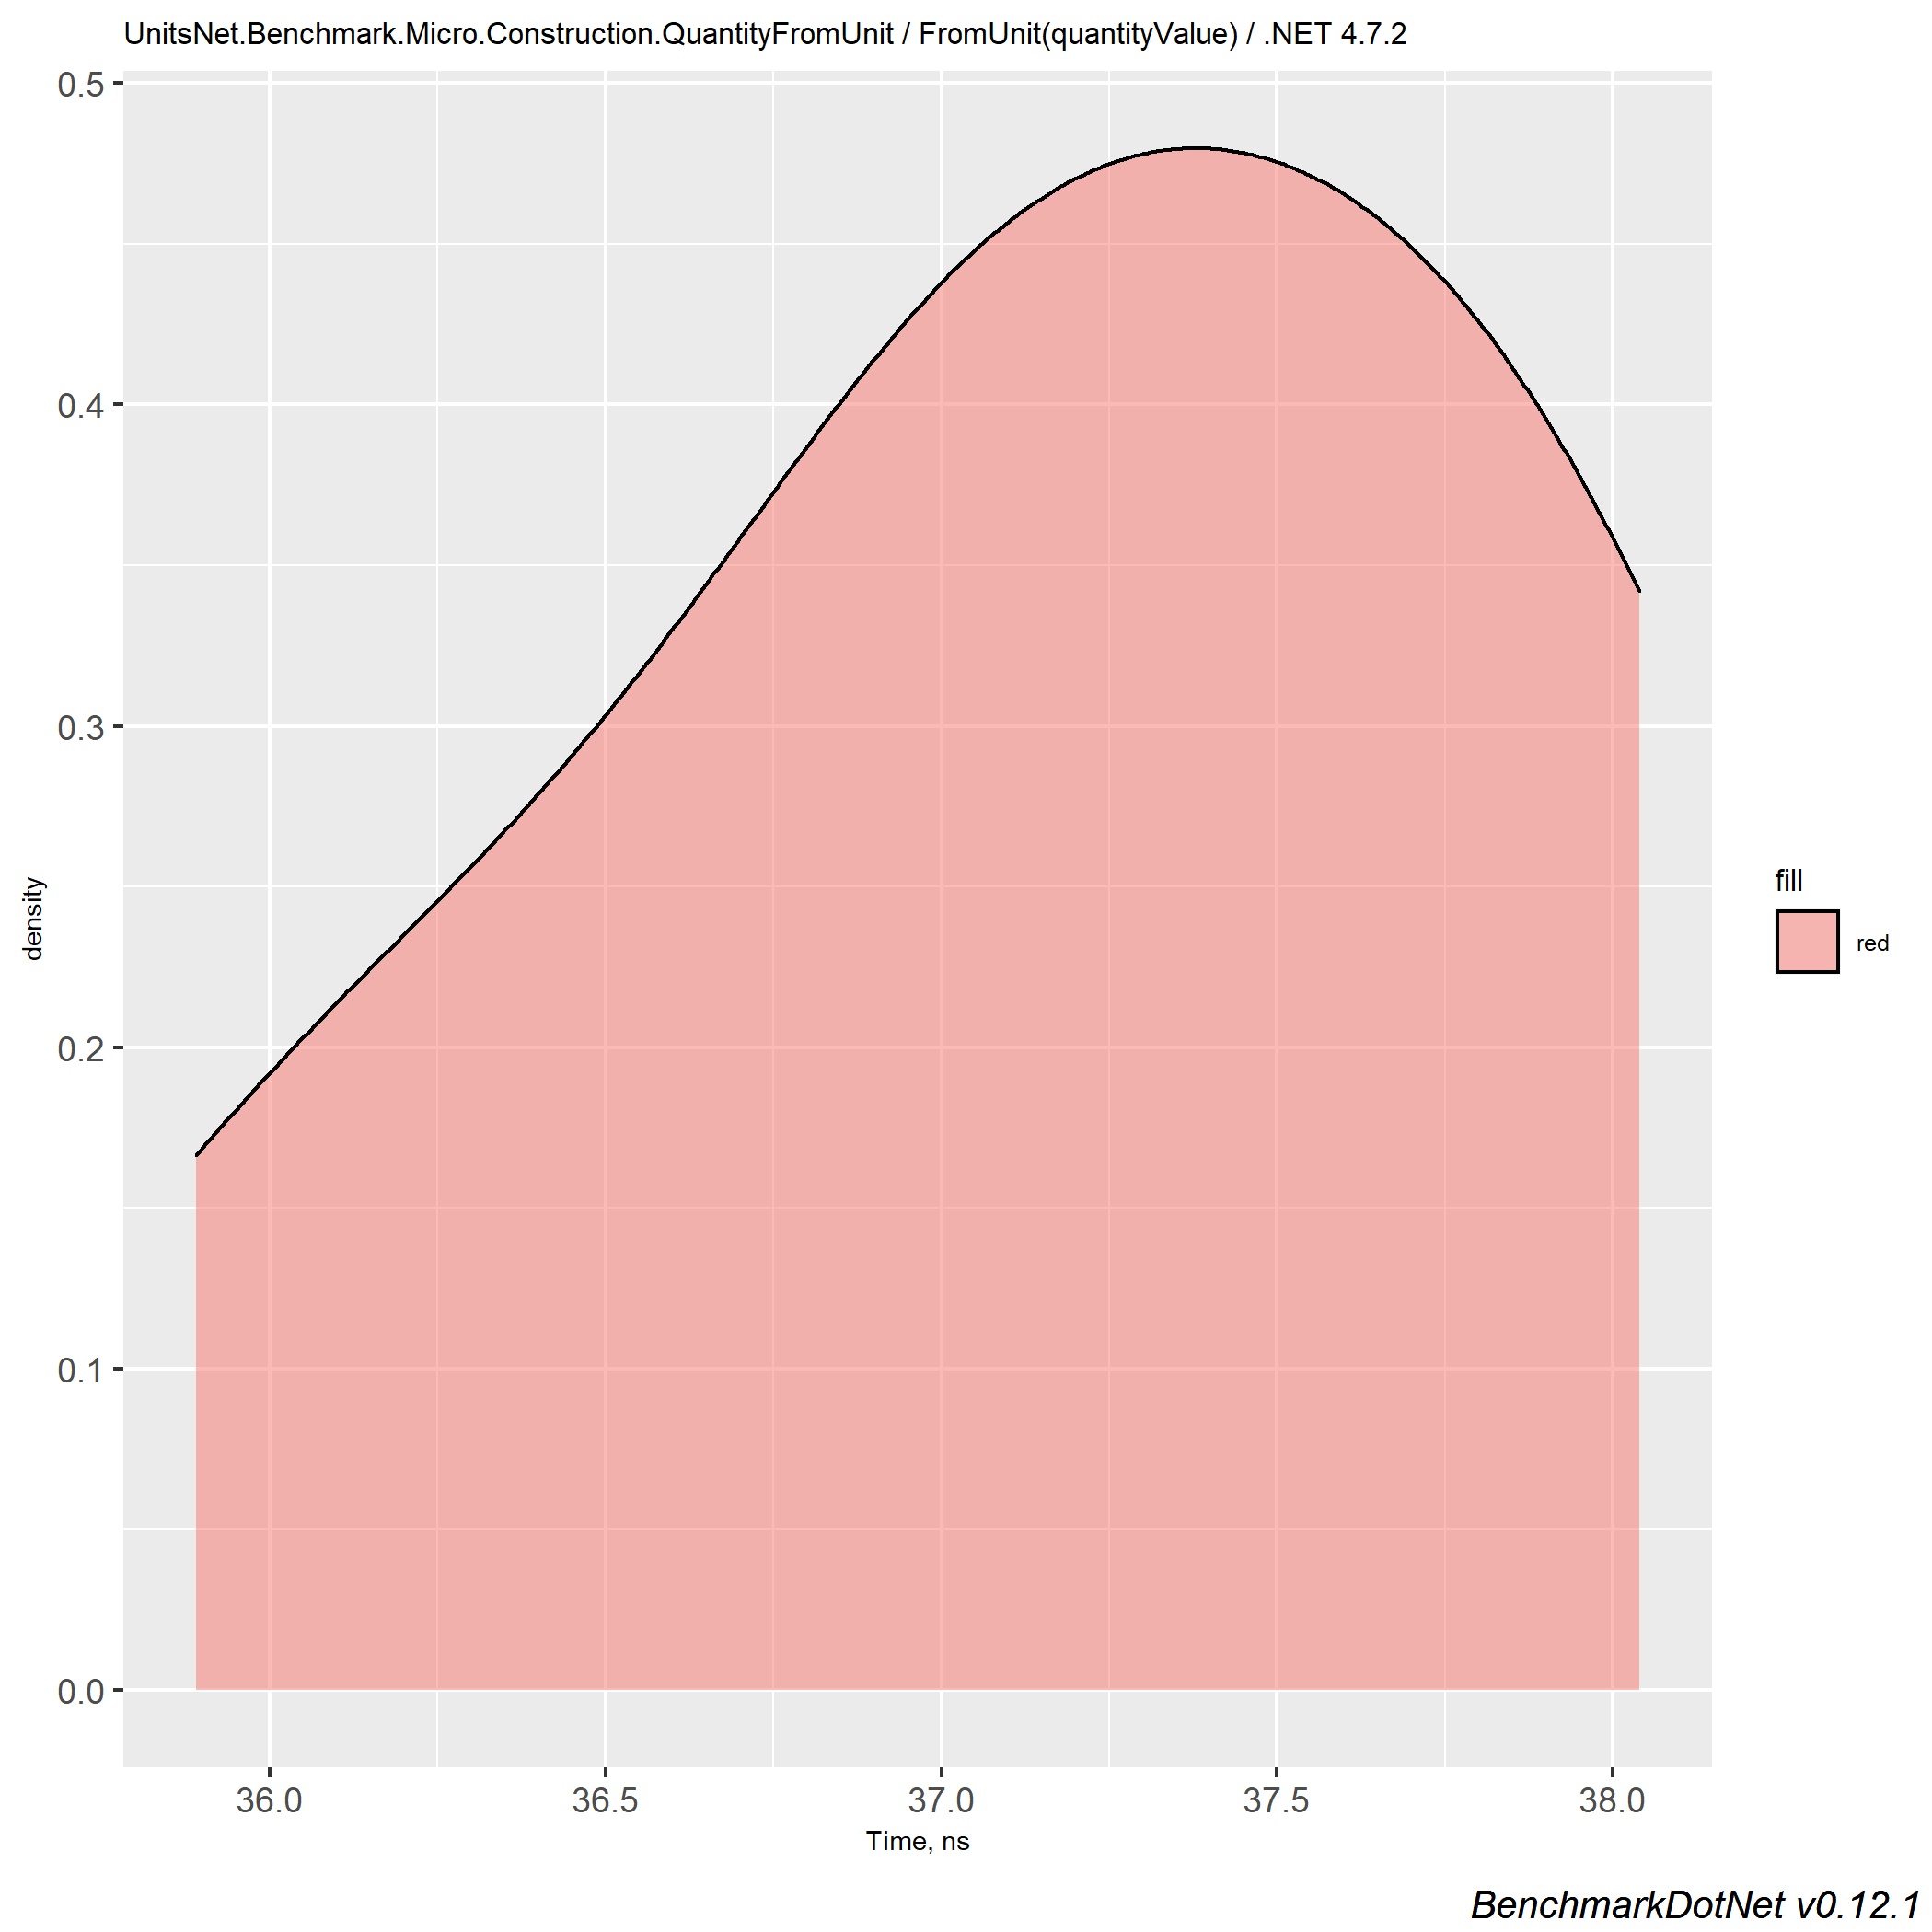 UnitsNet.Benchmark.Micro.Construction.QuantityFromUnit / FromUnit(quantityValue) / .NET 4.7.2
0.5
0.4
0.3
0.2
0.1
0.0
density
36.0 36.5 37.0 37.5 38.0
Time, ns
fill
red
BenchmarkDotNet v0.12.1